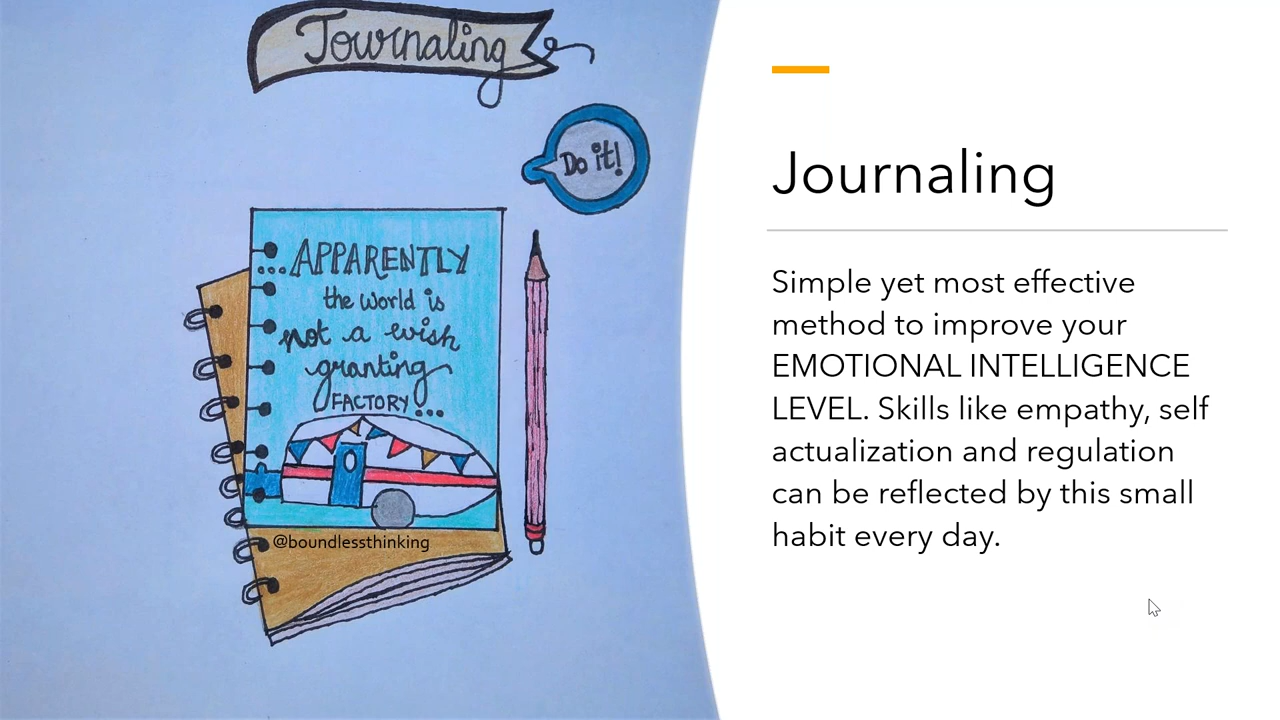 Journaling
Do it!
...APPARENTLY
the world is
not a wish
granting
FACTORY...
@boundlessthinking
Journaling
Simple yet most effective
method to improve your
EMOTIONAL INTELLIGENCE
LEVEL. Skills like empathy, self
actualization and regulation
can be reflected by this small
habit every day.